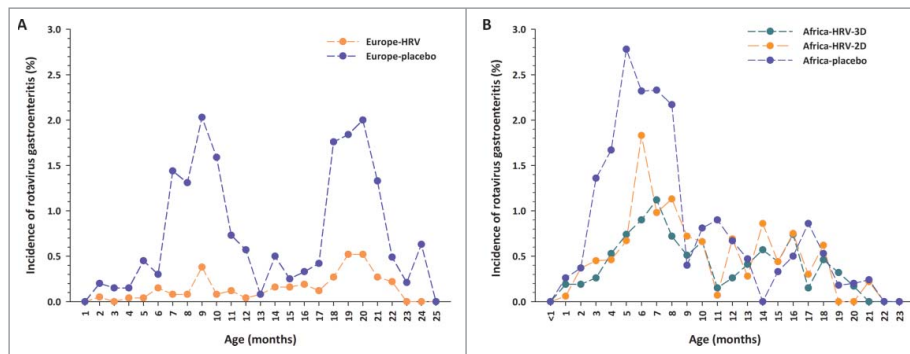 A
Incidence of rotavirus gastroenteritis (%)
3.0
2.5
2.0
1.5
1.0
0.5
0.0
Europe-HRV
Europe-placebo
1 2 3 4 5 6 7 8 9 10 11 12 13 14 15 16 17 18 19 20 21 22 23 24 25
Age (months)
B
Incidence of rotavirus gastroenteritis (%)
3.0
2.5
2.0
1.5
1.0
0.5
0.0
Africa-HRV-3D
Africa-HRV-2D
Africa-placebo
<1 1 2 3 4 5 6 7 8 9 10 11 12 13 14 15 16 17 18 19 20 21 22 23
Age (months)